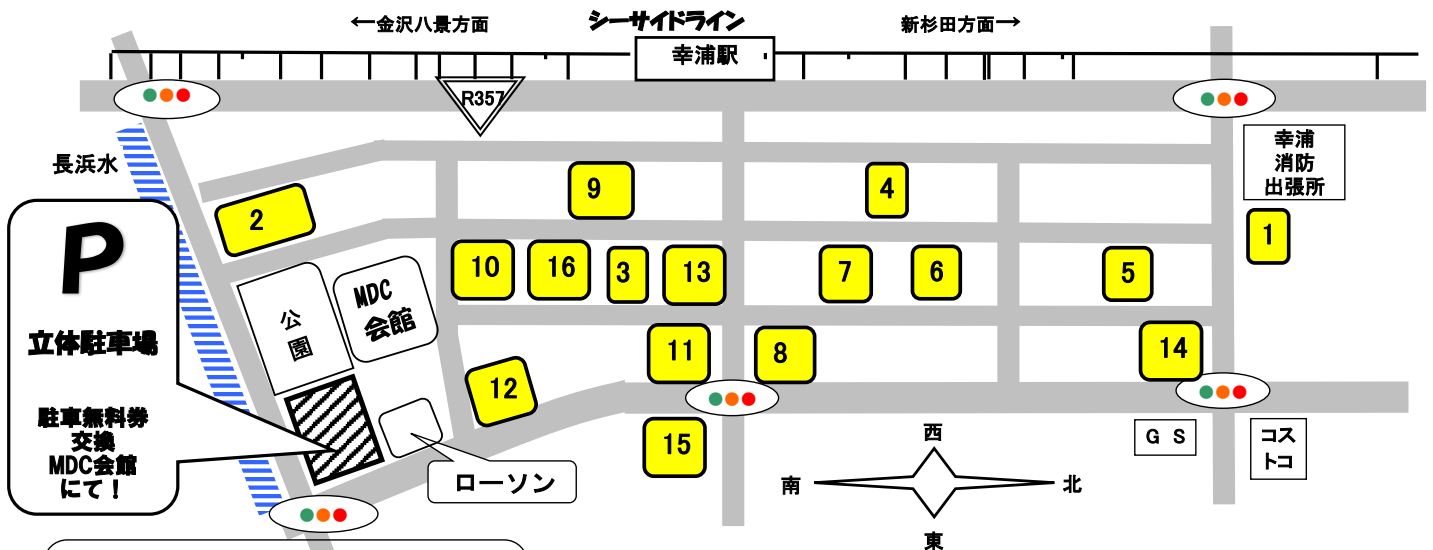 ←金沢八景方面
シーサイドライン
新杉田方面→
幸浦駅
R357
長浜水
幸浦
消防
出張所
9
4
2
1
P
10
16
3
13
7
6
5
MDC
会館
公
園
立体駐車場
11
8
14
12
駐車無料券
交換
MDC会館
にて！
15
G S
コス
トコ
ローソン
西
南
北
東